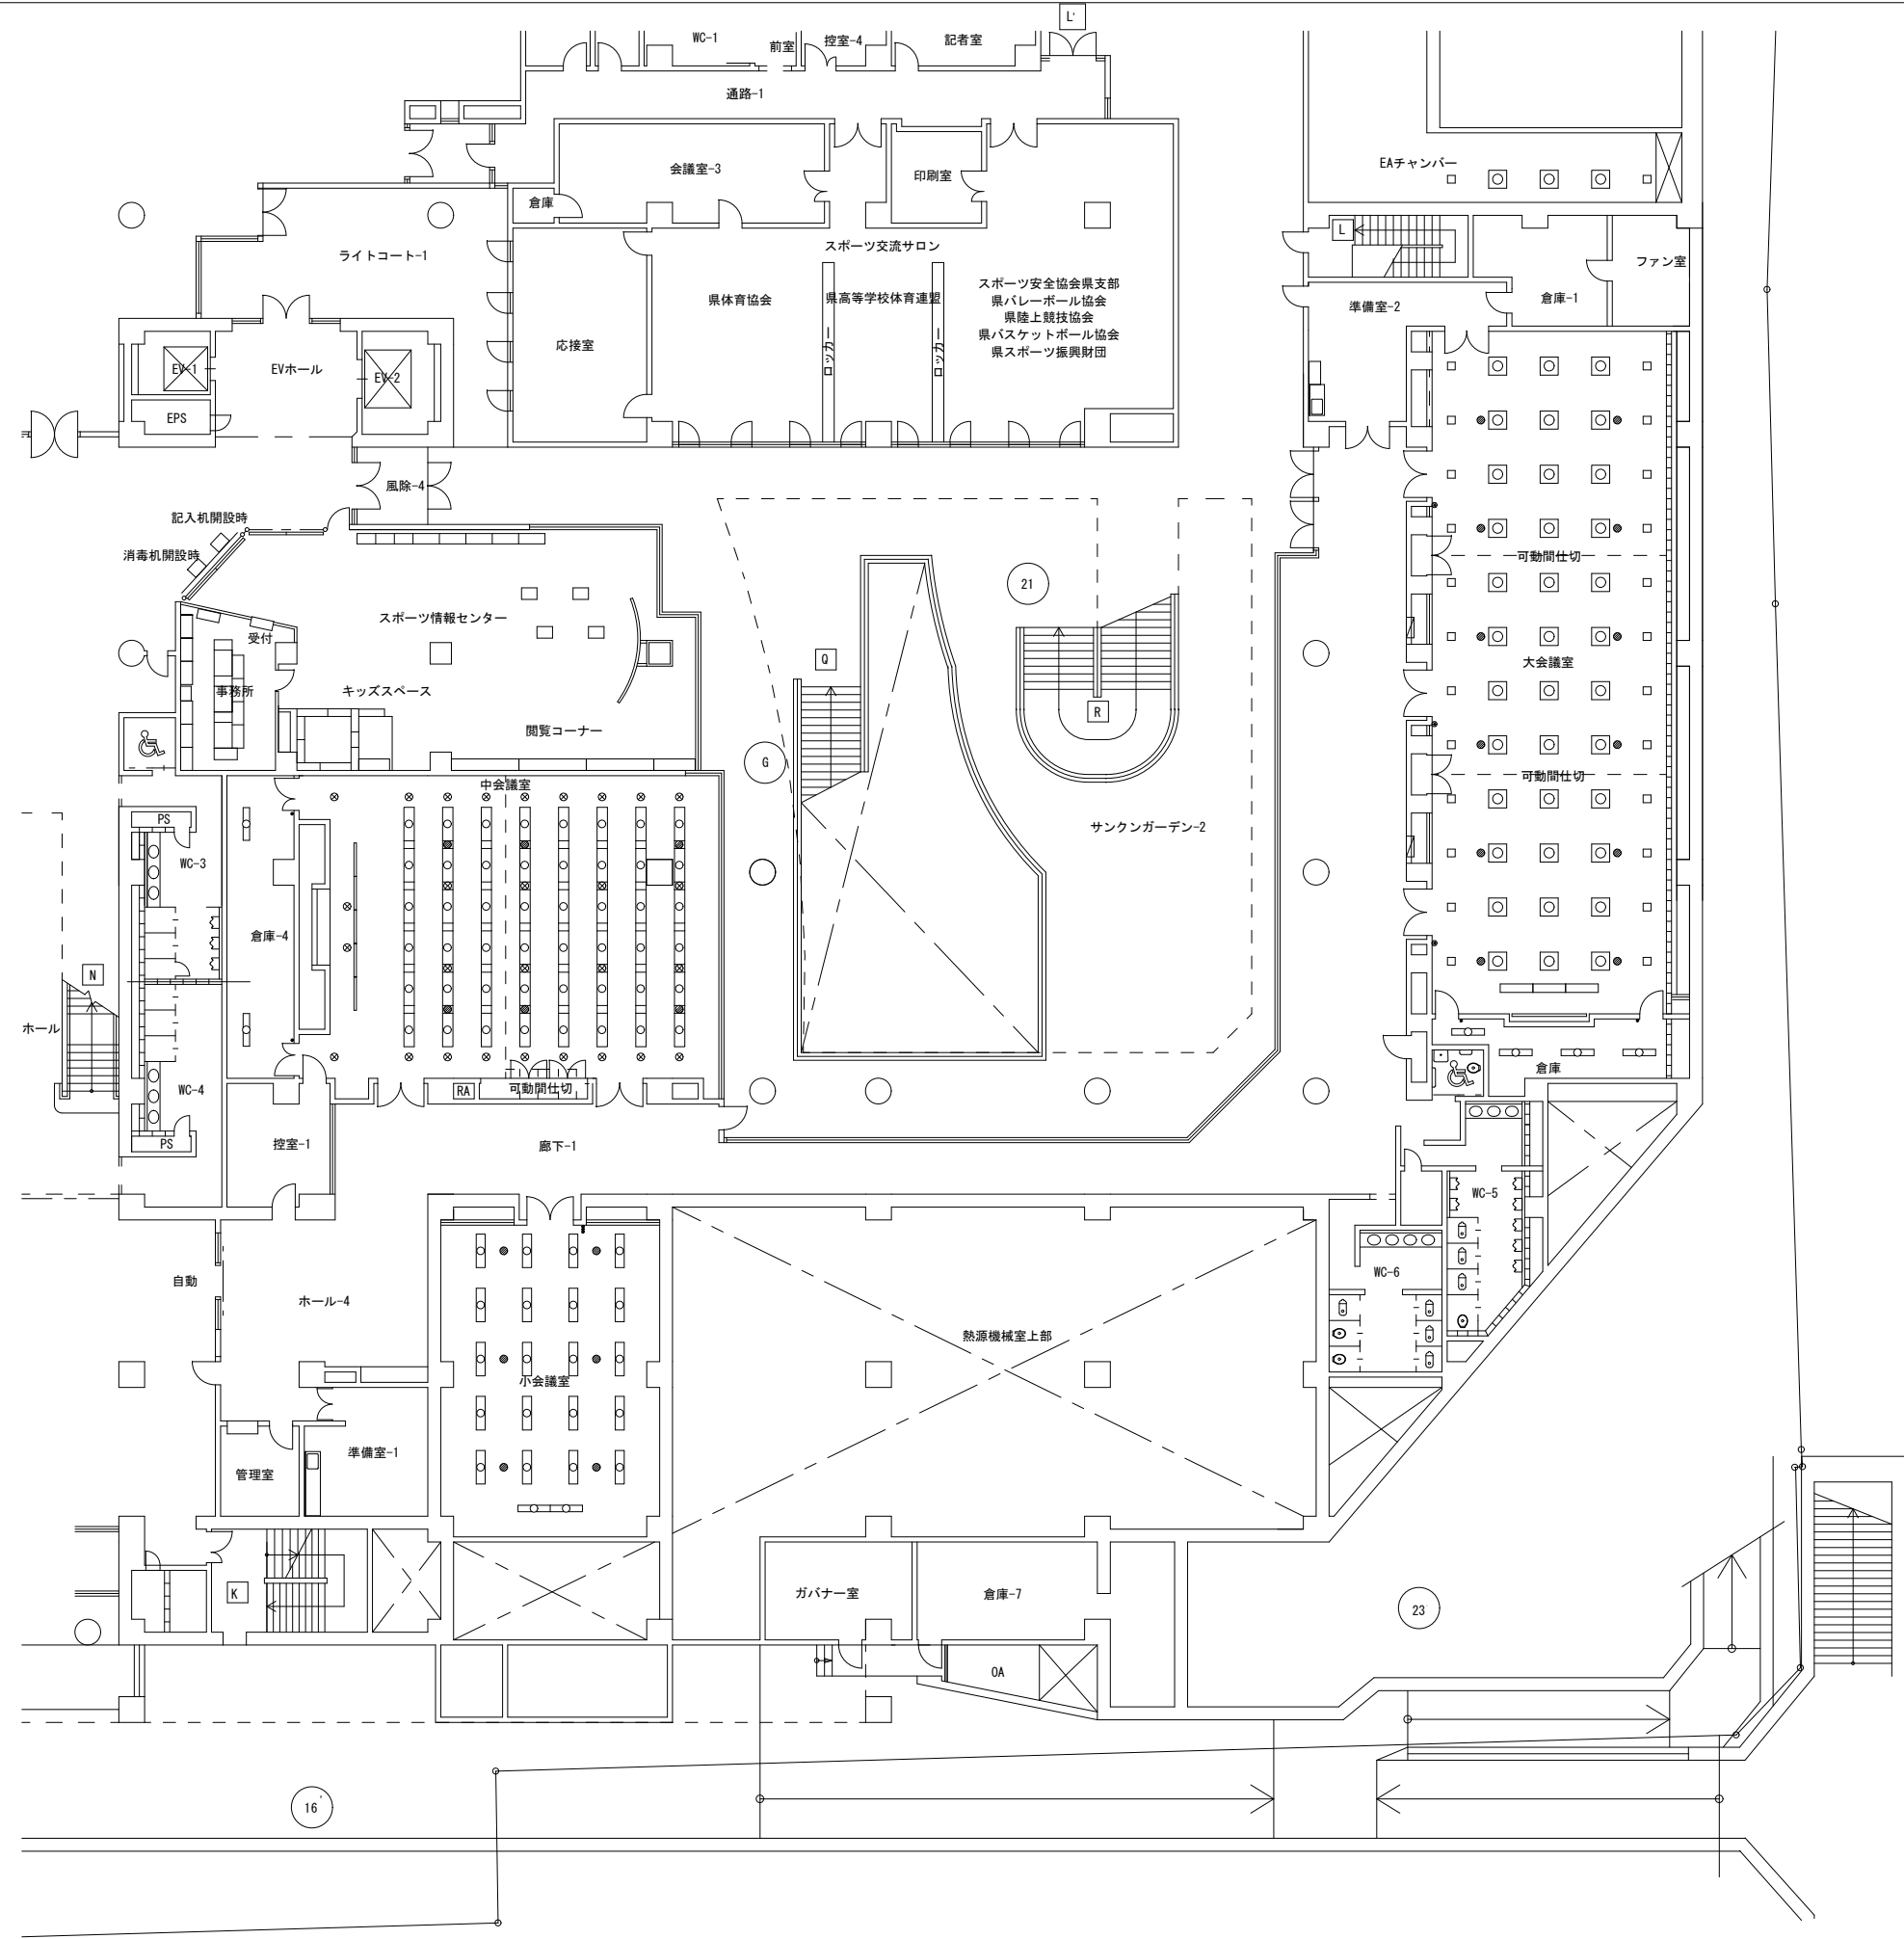 L'
WC-1
前室
控室-4
記者室
通路-1
会議室-3
印刷室
倉庫
EAチャンバー
L
ファン室
倉庫-1
準備室-2
ライトコート-1
スポーツ交流サロン
県体育協会
県高等学校体育連盟
スポーツ安全協会県支部
県バレーボール協会
県陸上競技協会
県バスケットボール協会
県スポーツ振興財団
ロッカー
ロッカー
応接室
EV-1
EVホール
EV-2
EPS
風除-4
記入机開設時
消毒机開設時
スポーツ情報センター
受付
事務所
キッズスペース
閲覧コーナー
21
Q
R
G
可動間仕切
大会議室
可動間仕切
サンクンガーデン-2
中会議室
PS
WC-3
倉庫-4
N
ホール
WC-4
PS
RA
可動間仕切
控室-1
廊下-1
倉庫
WC-5
WC-6
自動
ホール-4
小会議室
熱源機械室上部
準備室-1
管理室
K
ガバナー室
倉庫-7
OA
23
16'